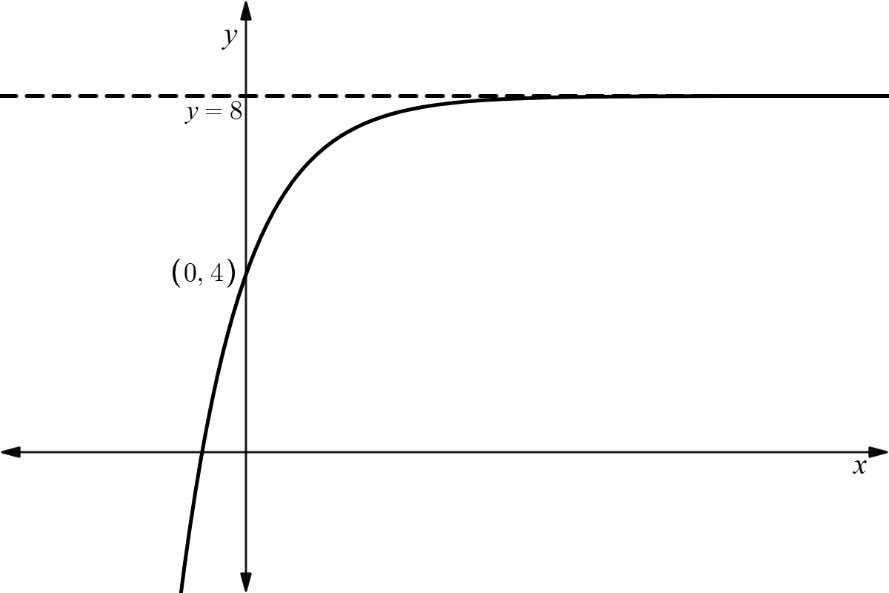 y
y = 8
(0, 4)
x